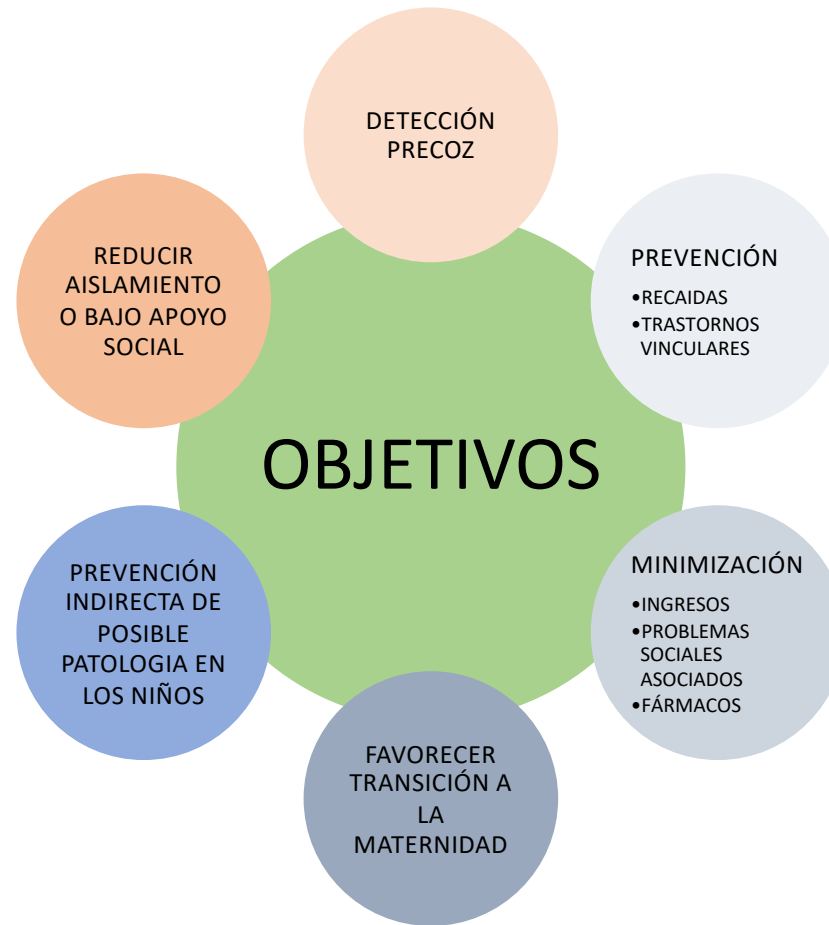 DETECCIÓN
PRECOZ
PREVENCIÓN
•RECAIDAS
•TRASTORNOS
VINCULARES
MINIMIZACIÓN
•INGRESOS
•PROBLEMAS
SOCIALES
ASOCIADOS
•FÁRMACOS
FAVORECER
TRANSICIÓN A
LA
MATERNIDAD
PREVENCIÓN
INDIRECTA DE
POSIBLE
PATOLOGIA EN
LOS NIÑOS
REDUCIR
AISLAMIENTO
O BAJO APOYO
SOCIAL
OBJETIVOS